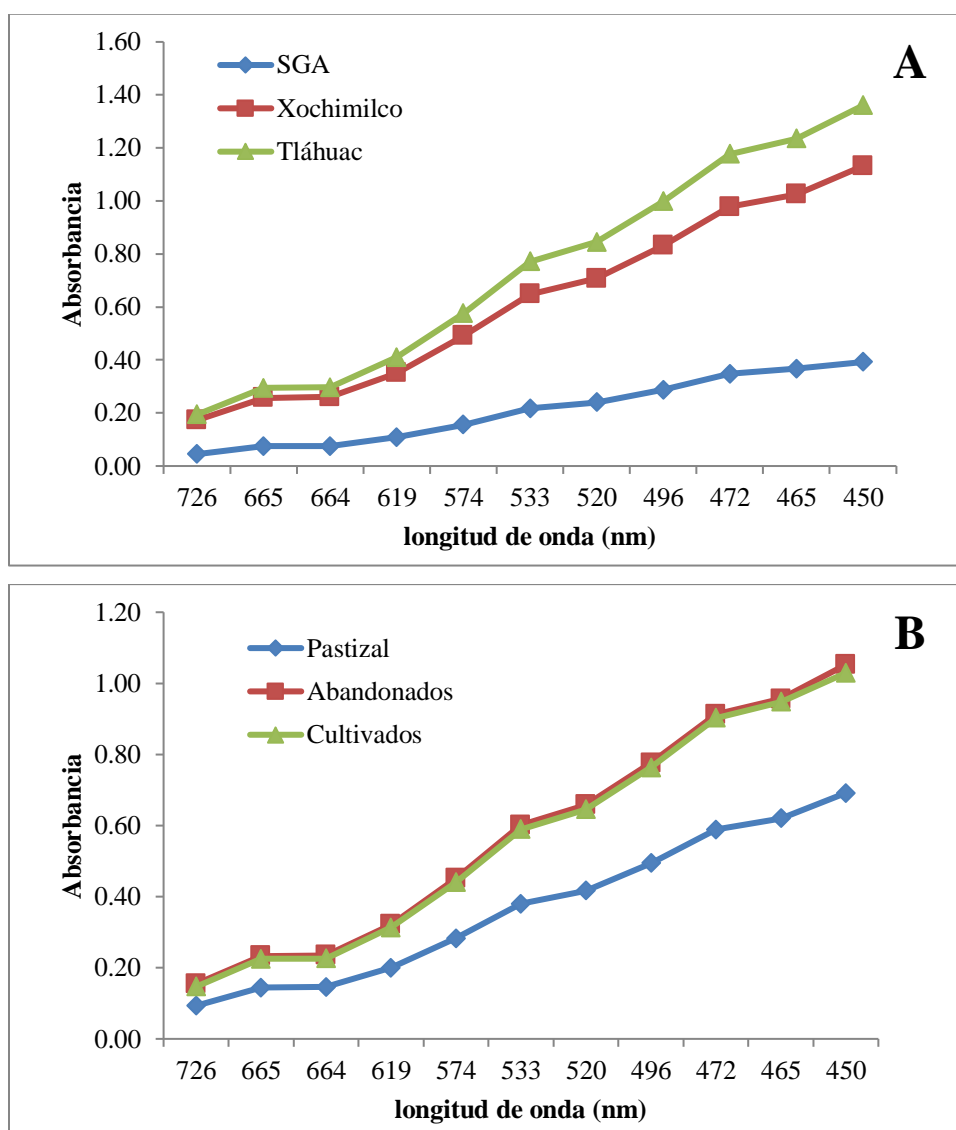 A
SGA
Xochimilco
Tláhuac
Absorbancia
1.60
1.40
1.20
1.00
0.80
0.60
0.40
0.20
0.00
726 665 664 619 574 533 520 496 472 465 450
longitud de onda (nm)
B
Pastizal
Abandonados
Cultivados
Absorbancia
1.20
1.00
0.80
0.60
0.40
0.20
0.00
726 665 664 619 574 533 520 496 472 465 450
longitud de onda (nm)